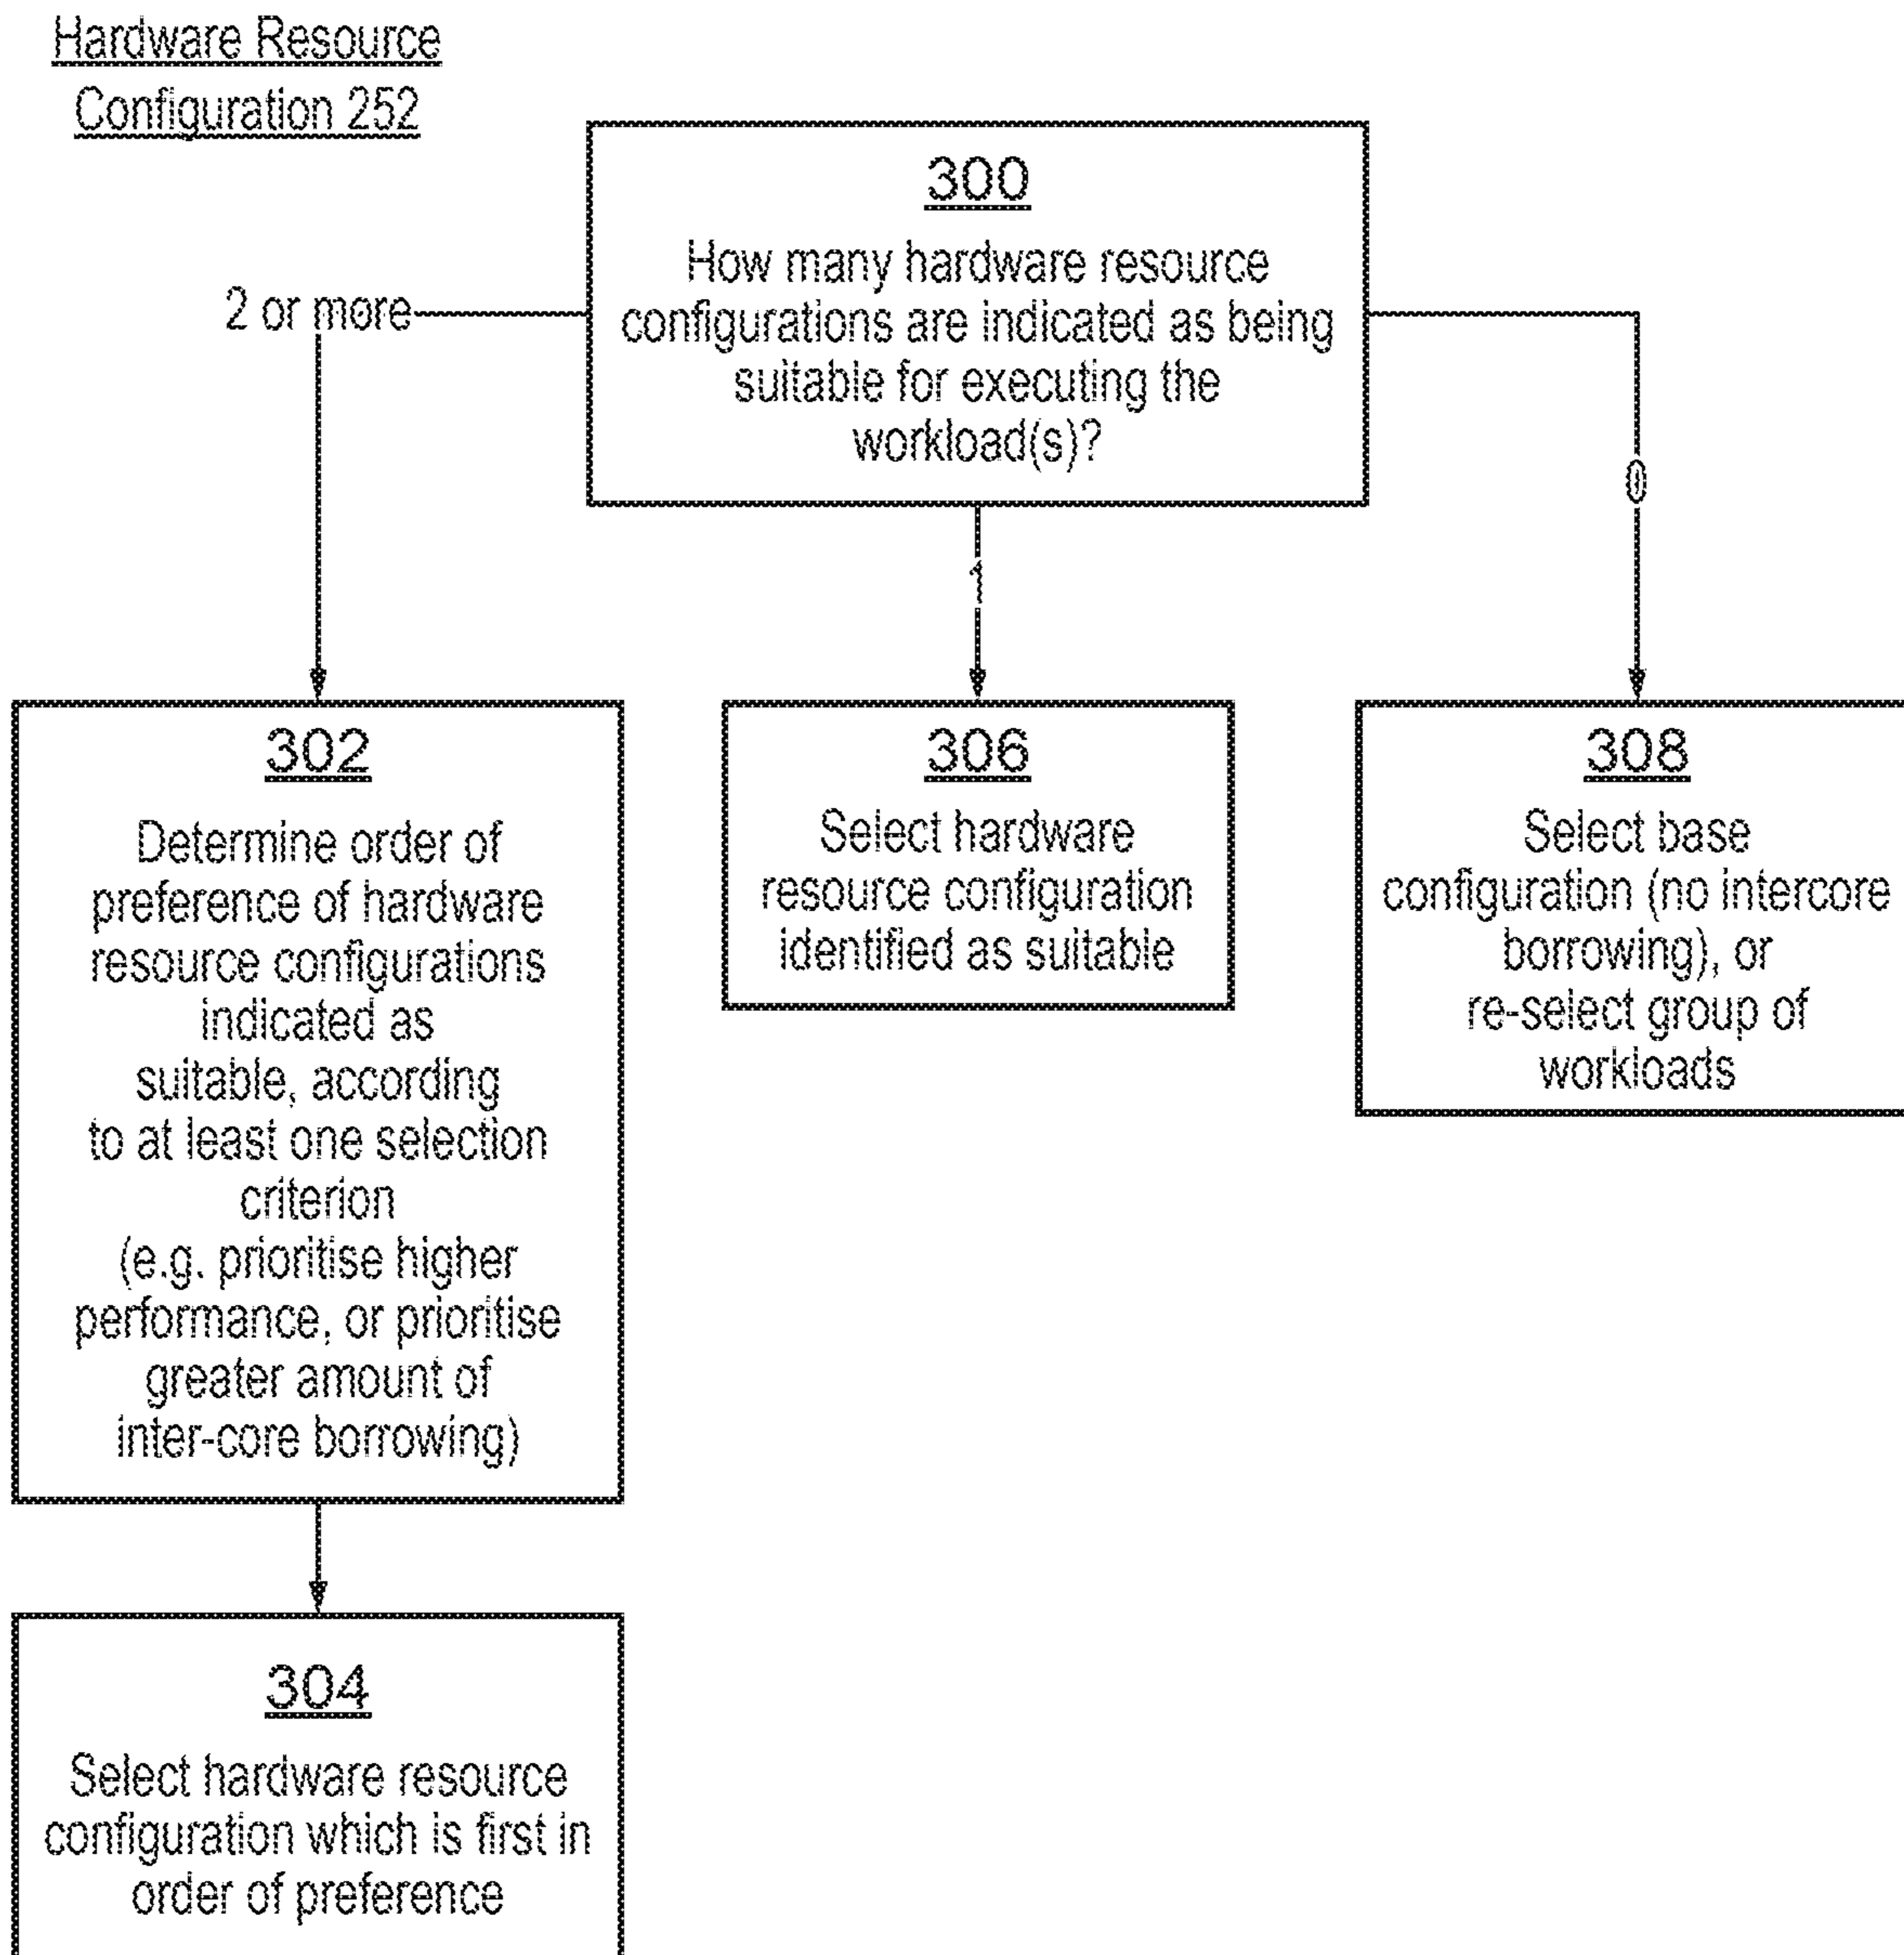 Hardware Resource
Configuration 252
300
How many hardware resource
configurations are indicated as being
suitable for executing the
workload(s)?
2 or more
0
1
302
Determine order of
preference of hardware
resource configurations
indicated as
suitable, according
to at least one selection
criterion
(e.g. prioritise higher
performance, or prioritise
greater amount of
inter-core borrowing)
306
Select hardware
resource configuration
identified as suitable
308
Select base
configuration (no intercore
borrowing), or
re-select group of
workloads
304
Select hardware resource
configuration which is first in
order of preference